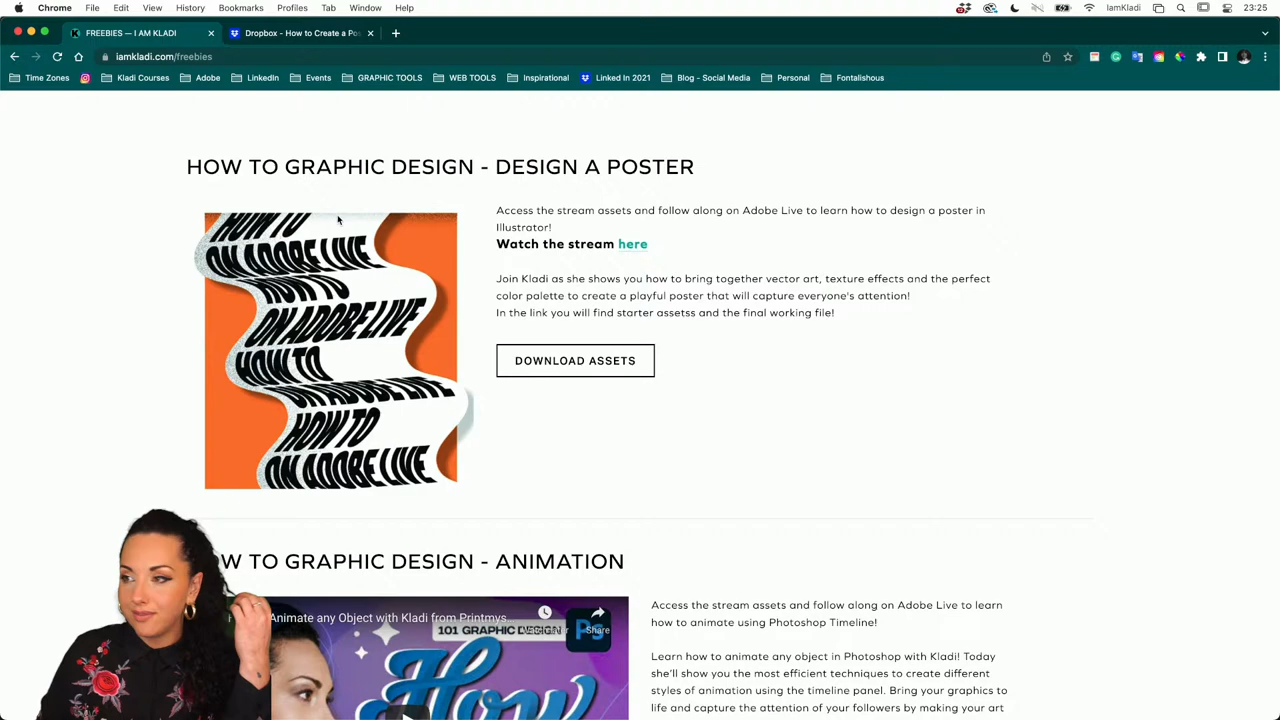 Chrome File Edit View History Bookmarks Profiles Tab Window Help IamKladi 23:25
FREEBIES — I AM KLADI Dropbox - How to Create a Pos
iamkladi.com/freebies
Time Zones Kladi Courses Adobe LinkedIn Events GRAPHIC TOOLS WEB TOOLS Inspirational Linked In 2021 Blog - Social Media Personal Fontalishous
HOW TO GRAPHIC DESIGN - DESIGN A POSTER
HOW TO
ON ADOBE LIVE
HOW TO
ON ADOBE LIVE
HOW TO
ON ADOBE LIVE
HOW TO
ON ADOBE LIVE
Access the stream assets and follow along on Adobe Live to learn how to design a poster in
Illustrator!
Watch the stream here
Join Kladi as she shows you how to bring together vector art, texture effects and the perfect
color palette to create a playful poster that will capture everyone's attention!
In the link you will find starter assetss and the final working file!
DOWNLOAD ASSETS
OW TO GRAPHIC DESIGN - ANIMATION
Animate any Object with Kladi from Printmys...
Share
101 GRAPHIC DESIGN
Ps
How
Access the stream assets and follow along on Adobe Live to learn
how to animate using Photoshop Timeline!
Learn how to animate any object in Photoshop with Kladi! Today
she'll show you the most efficient techniques to create different
styles of animation using the timeline panel. Bring your graphics to
life and capture the attention of your followers by making your art